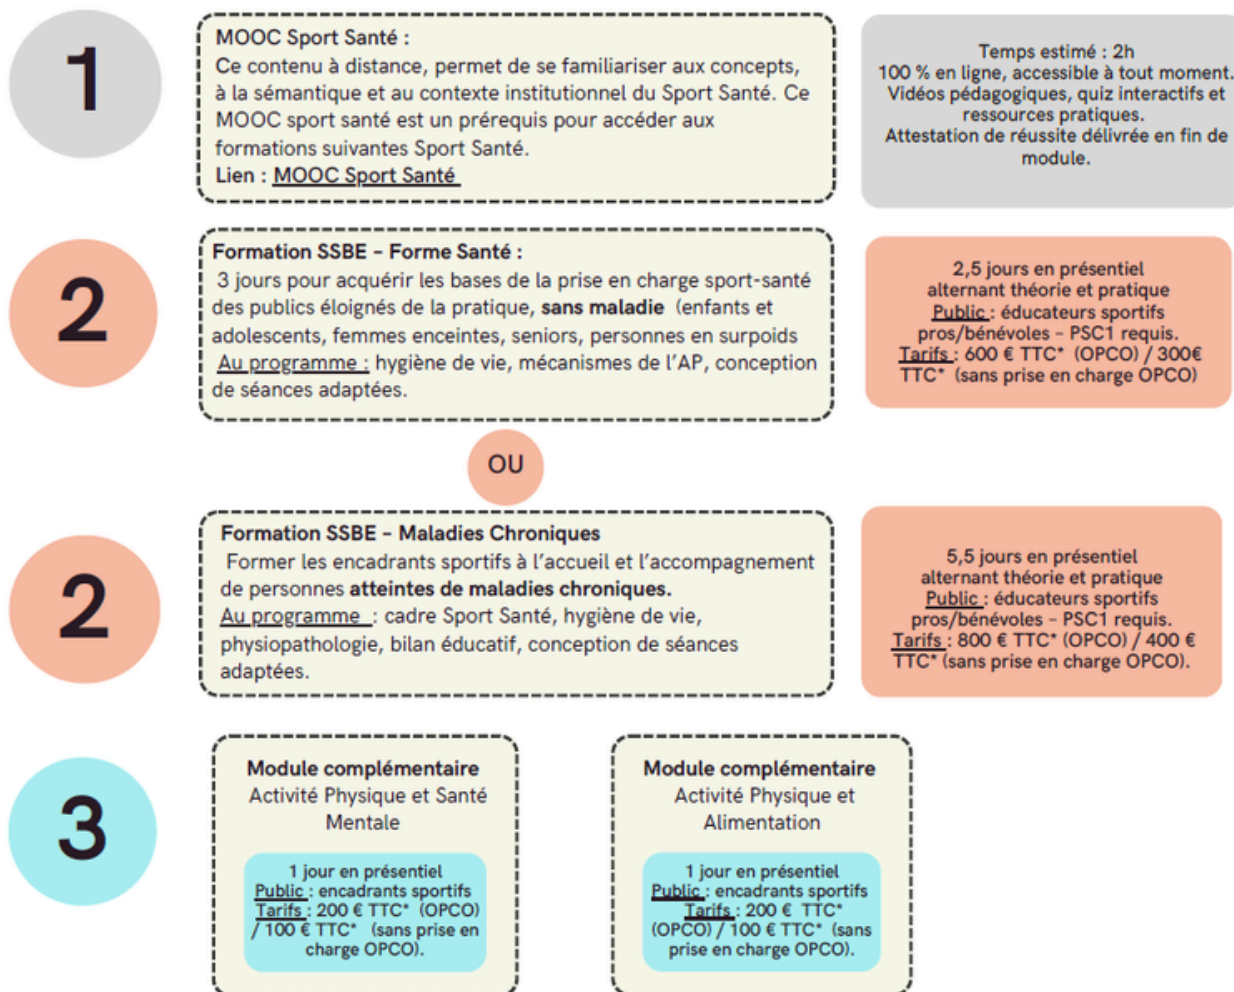 1
MOOC Sport Santé :
Ce contenu à distance, permet de se familiariser aux concepts,
à la sémantique et au contexte institutionnel du Sport Santé. Ce
MOOC sport santé est un prérequis pour accéder aux
formations suivantes Sport Santé.
Lien : MOOC Sport Santé
Temps estimé : 2h
100 % en ligne, accessible à tout moment.
Vidéos pédagogiques, quiz interactifs et
ressources pratiques.
Attestation de réussite délivrée en fin de
module.
2
Formation SSBE – Forme Santé :
3 jours pour acquérir les bases de la prise en charge sport-santé
des publics éloignés de la pratique, sans maladie (enfants et
adolescents, femmes enceintes, seniors, personnes en surpoids
Au programme : hygiène de vie, mécanismes de l'AP, conception
de séances adaptées.
2,5 jours en présentiel
alternant théorie et pratique
Public : éducateurs sportifs
pros/bénévoles – PSC1 requis.
Tarifs : 600 € TTC* (OPCO) / 300€
TTC* (sans prise en charge OPCO)
OU
2
Formation SSBE – Maladies Chroniques
Former les encadrants sportifs à l'accueil et l'accompagnement
de personnes atteintes de maladies chroniques.
Au programme : cadre Sport Santé, hygiène de vie,
physiopathologie, bilan éducatif, conception de séances
adaptées.
5,5 jours en présentiel
alternant théorie et pratique
Public : éducateurs sportifs
pros/bénévoles – PSC1 requis.
Tarifs : 800 € TTC* (OPCO) / 400 €
TTC* (sans prise en charge OPCO).
3
Module complémentaire
Activité Physique et Santé
Mentale
1 jour en présentiel
Public : encadrants sportifs
Tarifs : 200 € TTC* (OPCO)
/ 100 € TTC* (sans prise en
charge OPCO).
Module complémentaire
Activité Physique et
Alimentation
1 jour en présentiel
Public : encadrants sportifs
Tarifs : 200 € TTC*
(OPCO) / 100 € TTC* (sans
prise en charge OPCO).